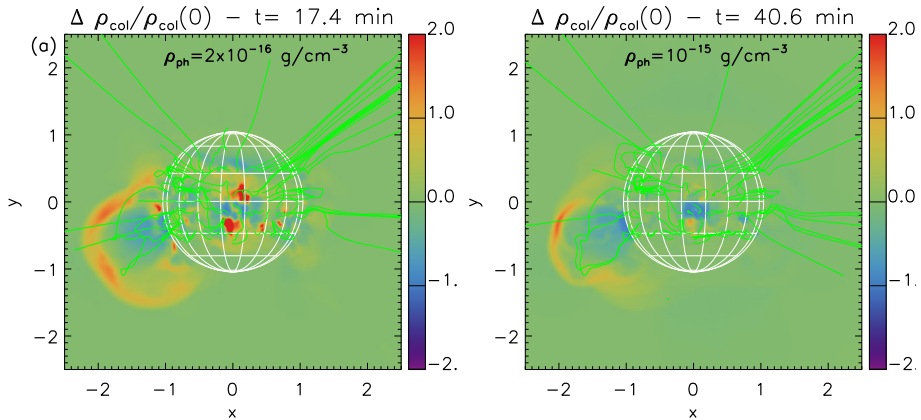 Δ ρcol/ρcol(0) - t= 17.4 min
Δ ρcol/ρcol(0) - t= 40.6 min
(a)
ρph=2x10^-16 g/cm^-3
ρph=10^-15 g/cm^-3
2
1
0
-1
-2
y
-2 -1 0 1 2
x
2.0
1.0
0.0
-1.
-2.
2
1
0
-1
-2
y
-2 -1 0 1 2
x
2.0
1.0
0.0
-1.
-2.